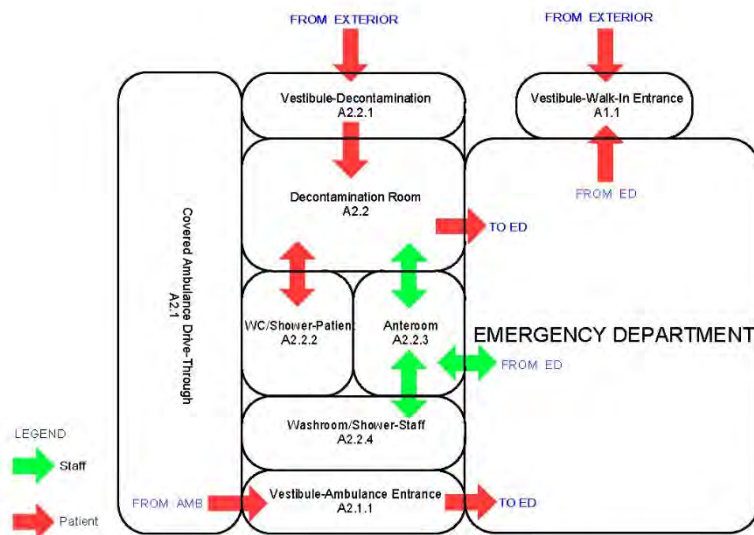 FROM EXTERIOR
FROM EXTERIOR
Vestibule-Decontamination
A2.2.1
Vestibule-Walk-In Entrance
A1.1
Decontamination Room
A2.2
FROM ED
TO ED
Covered Ambulance Drive-Through
A2.1
WC/Shower-Patient
A2.2.2
Anteroom
A2.2.3
EMERGENCY DEPARTMENT
FROM ED
Washroom/Shower-Staff
A2.2.4
LEGEND
Staff
Patient
FROM AMB
Vestibule-Ambulance Entrance
A2.1.1
TO ED